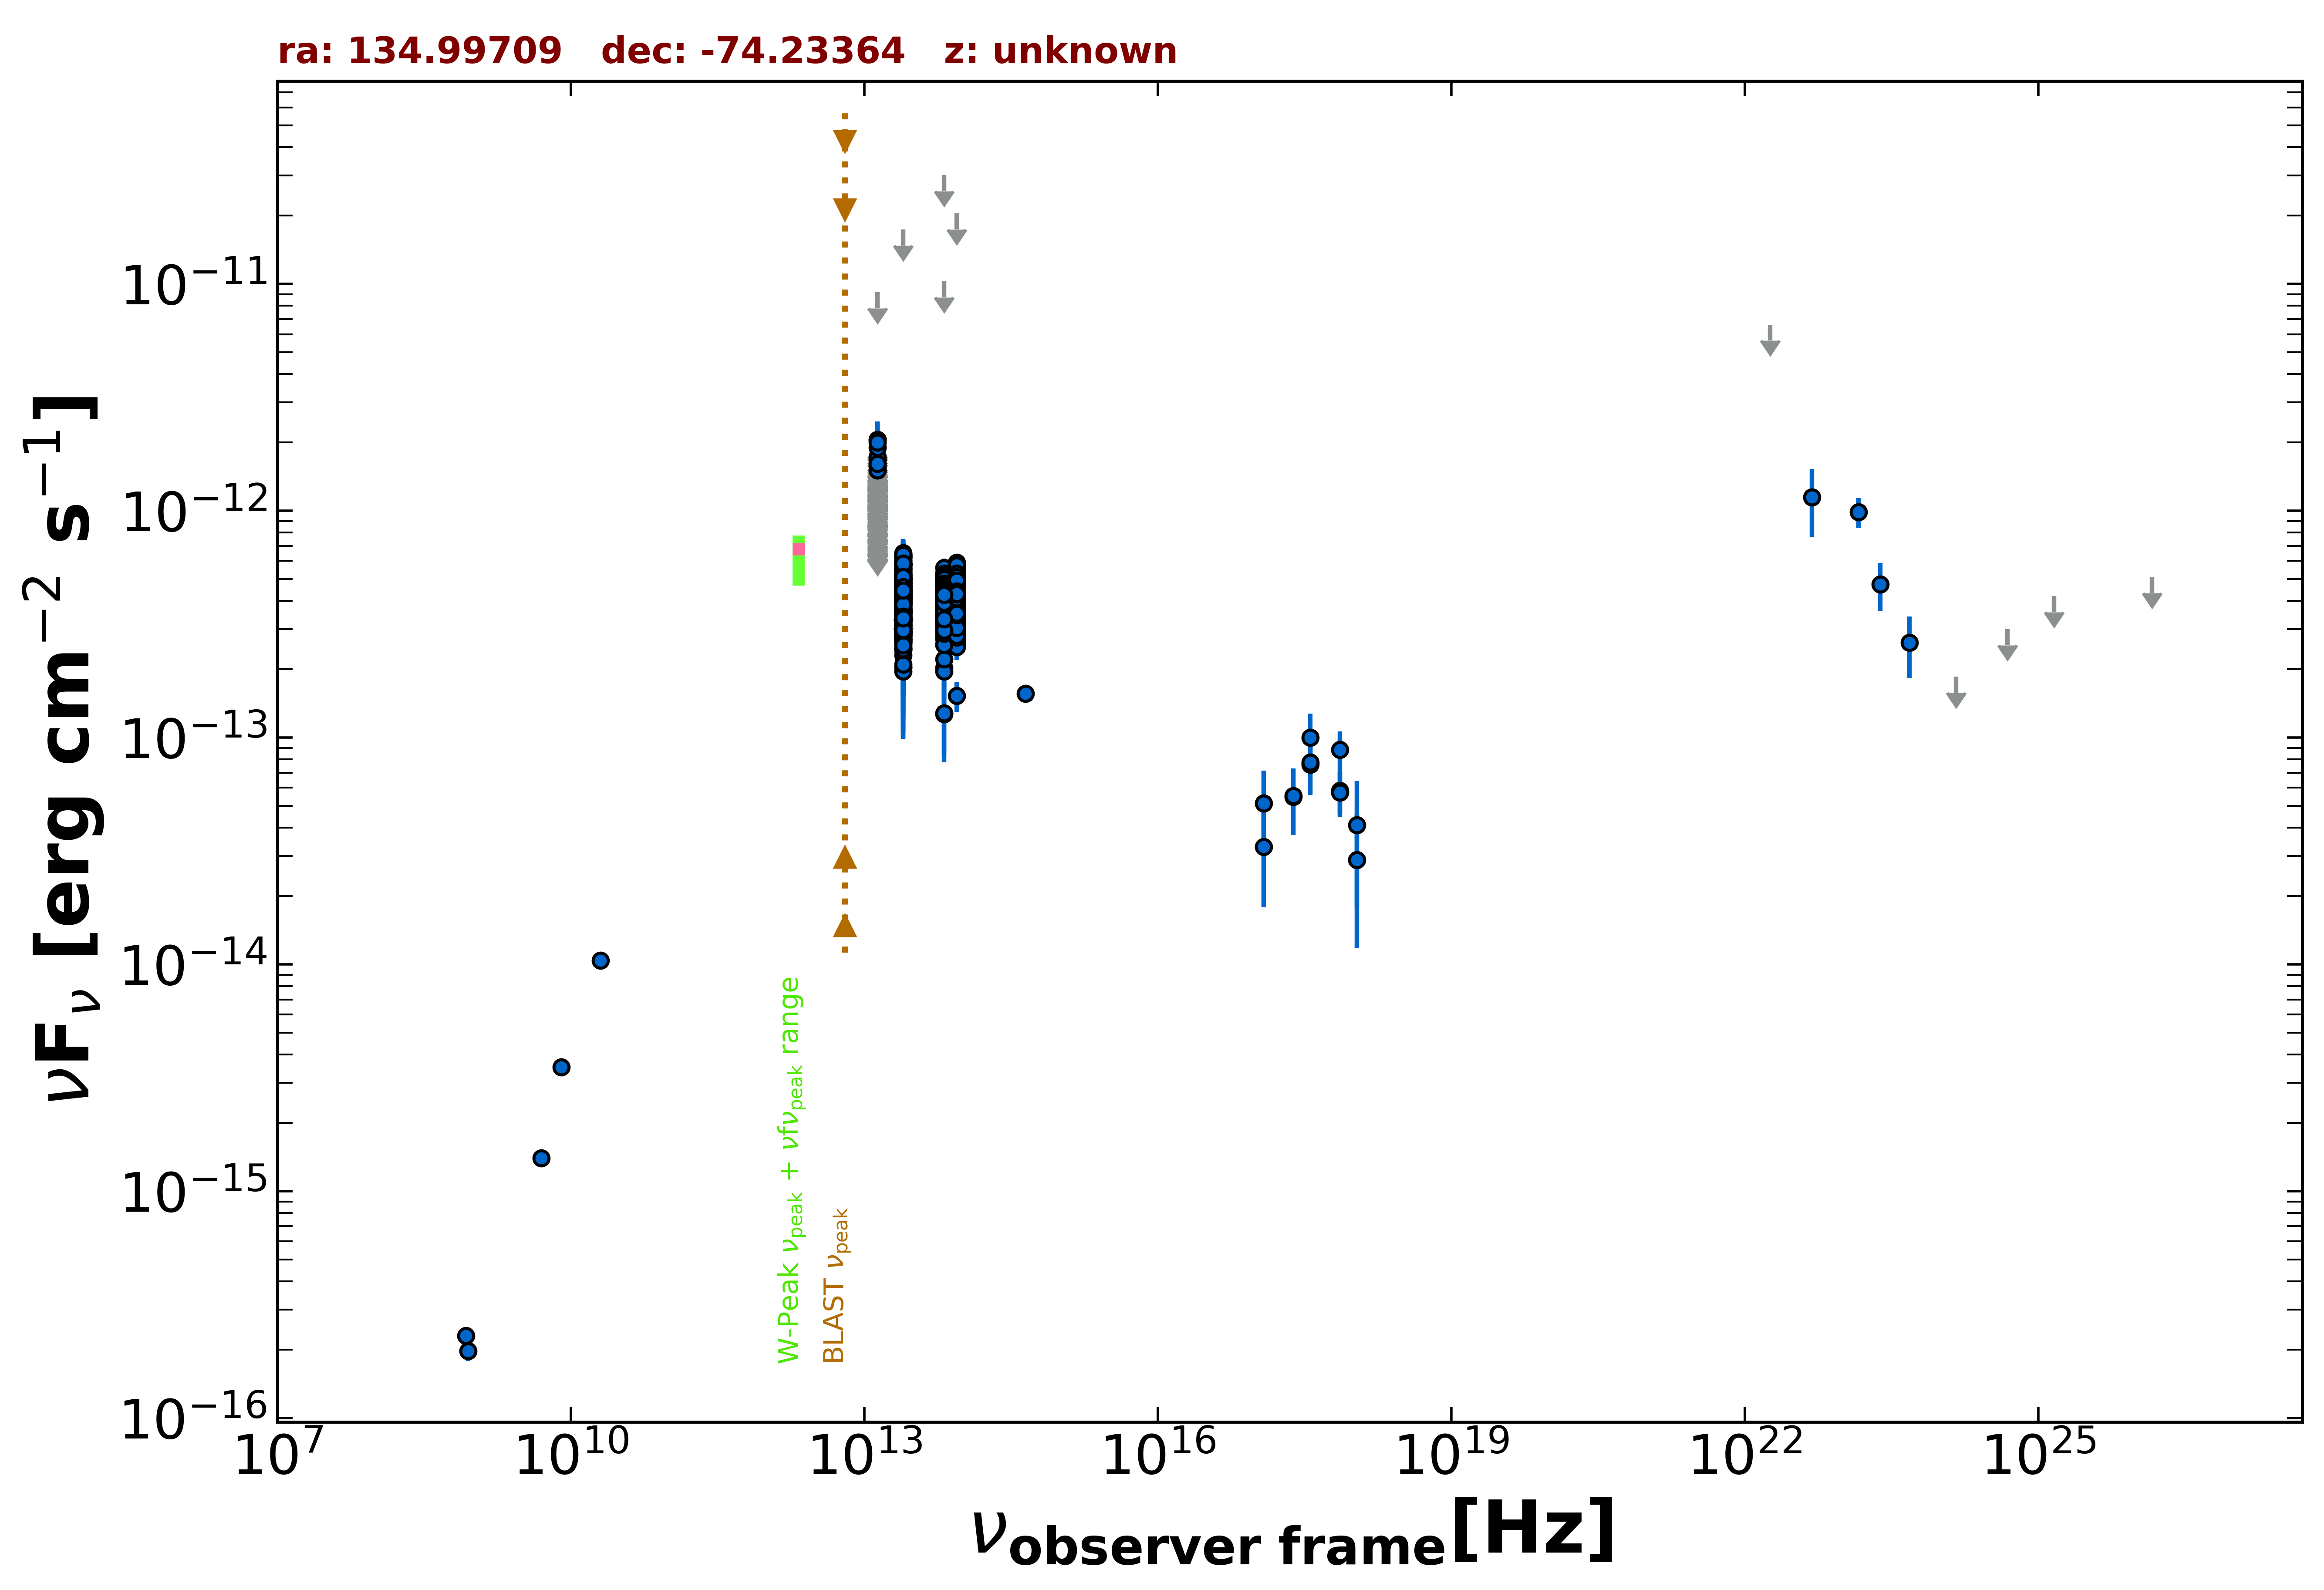 ra: 134.99709   dec: -74.23364   z: unknown
νFν [erg cm⁻² s⁻¹]
10⁻¹¹
10⁻¹²
10⁻¹³
10⁻¹⁴
10⁻¹⁵
10⁻¹⁶
W-Peak νpeak + νfνpeak range
BLAST νpeak
10⁷ 10¹⁰ 10¹³ 10¹⁶ 10¹⁹ 10²² 10²⁵
νobserver frame[Hz]